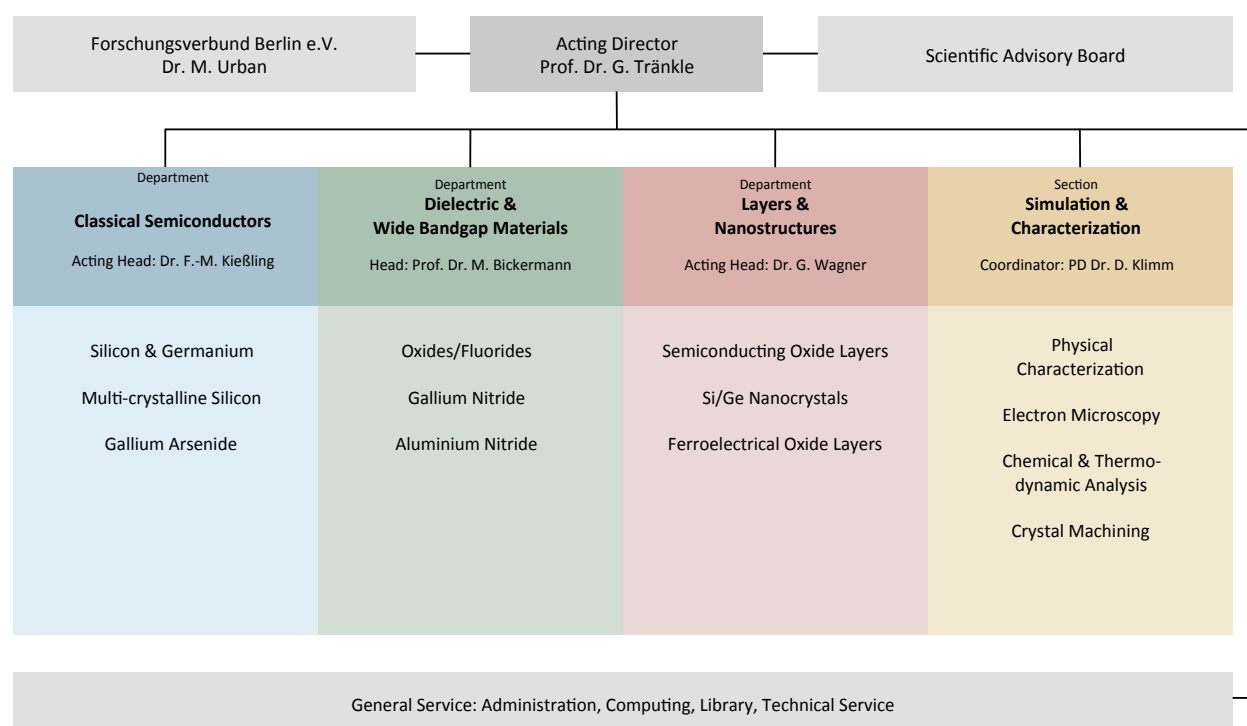 Forschungsverbund Berlin e.V.
Dr. M. Urban
Acting Director
Prof. Dr. G. Tränkle
Scientific Advisory Board
Department
Classical Semiconductors
Acting Head: Dr. F.-M. Kießling
Silicon & Germanium
Multi-crystalline Silicon
Gallium Arsenide
Department
Dielectric &
Wide Bandgap Materials
Head: Prof. Dr. M. Bickermann
Oxides/Fluorides
Gallium Nitride
Aluminium Nitride
Department
Layers &
Nanostructures
Acting Head: Dr. G. Wagner
Semiconducting Oxide Layers
Si/Ge Nanocrystals
Ferroelectrical Oxide Layers
Section
Simulation &
Characterization
Coordinator: PD Dr. D. Klimm
Physical
Characterization
Electron Microscopy
Chemical & Thermo-
dynamic Analysis
Crystal Machining
General Service: Administration, Computing, Library, Technical Service